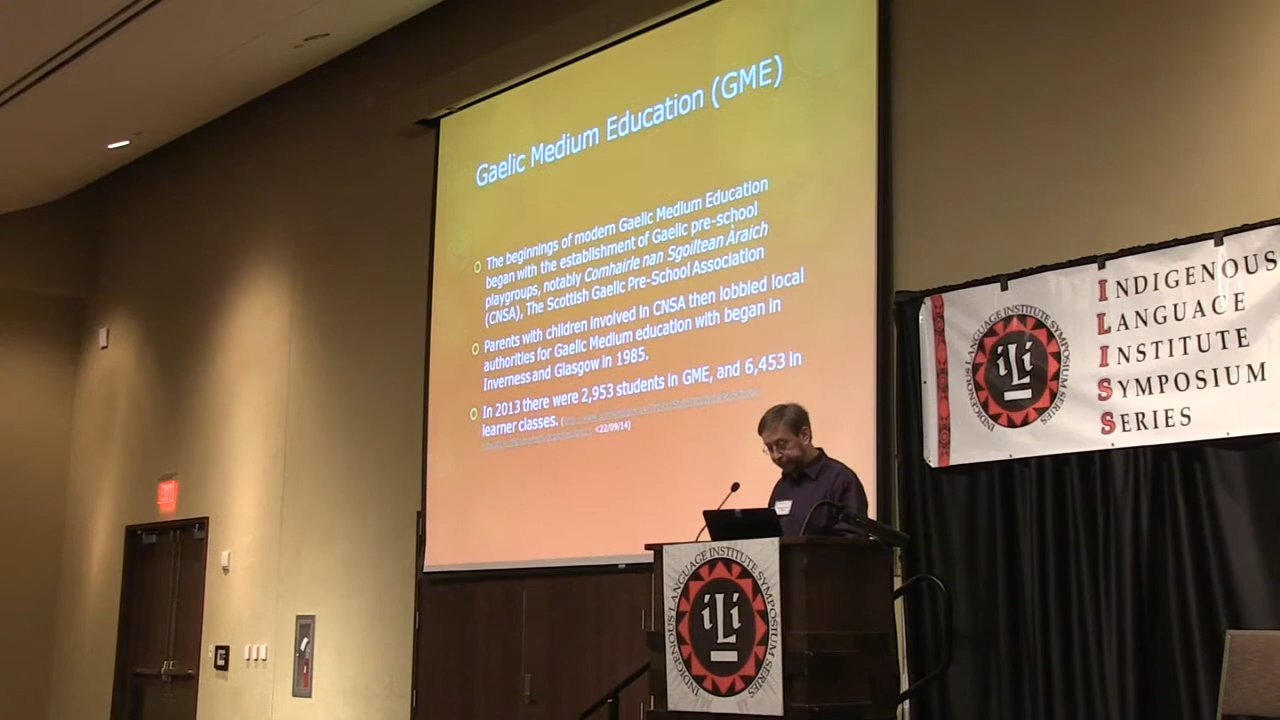 Gaelic Medium Education (GME)
The beginnings of modern Gaelic Medium Education
began with the establishment of Gaelic pre-school
playgroups, notably Comhairle nan Sgoiltean Àraich
(CNSA), The Scottish Gaelic Pre-School Association
Parents with children involved in CNSA then lobbied local
authorities for Gaelic Medium education with began in
Inverness and Glasgow in 1985.
In 2013 there were 2,953 students in GME, and 6,453 in
learner classes.
<22/09/14)
INDIGENOUS
LANGUAGE
INSTITUTE
SYMPOSIUM
SERIES
INDIGENOUS LANGUAGE INSTITUTE SYMPOSIUM SERIES
iLi
EXIT
INDIGENOUS LANGUAGE INSTITUTE SYMPOSIUM SERIES
iLi